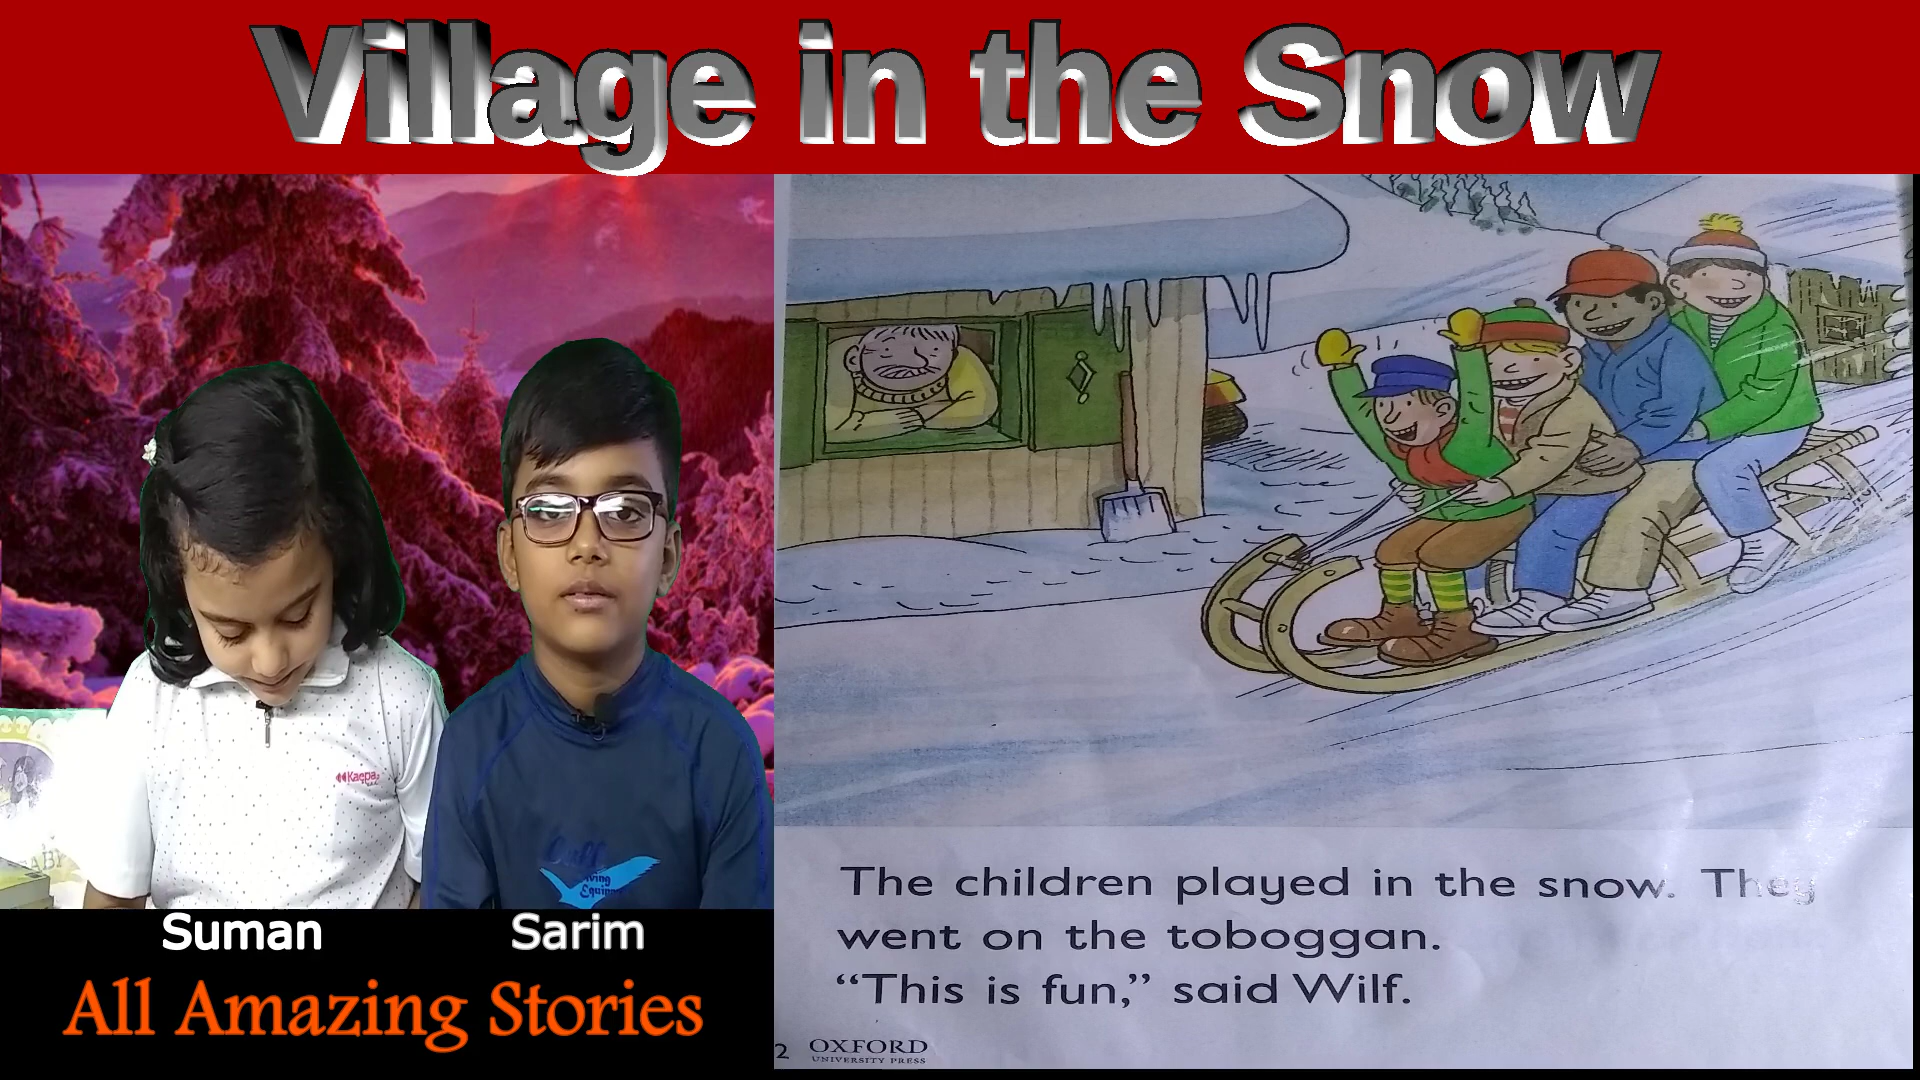 Village in the Snow
Kaepa
Suman
Sarim
All Amazing Stories
The children played in the snow. They
went on the toboggan.
“This is fun,” said Wilf.
2 OXFORD
UNIVERSITY PRESS